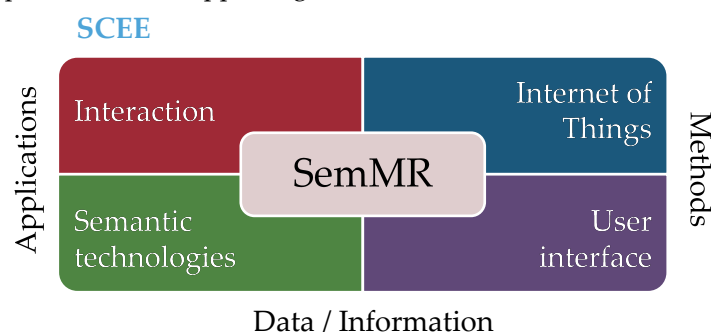 SCEE
Applications
Interaction
Internet of
Things
SemMR
Methods
Semantic
technologies
User
interface
Data / Information